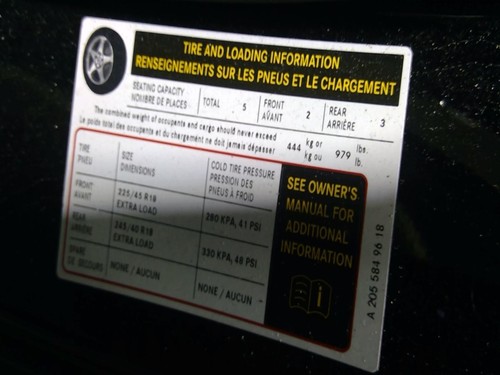 TIRE AND LOADING INFORMATION
RENSEIGNEMENTS SUR LES PNEUS ET LE CHARGEMENT
SEATING CAPACITY
NOMBRE DE PLACES
TOTAL 5
FRONT
AVANT 2
REAR
ARRIÈRE 3
The combined weight of occupants and cargo should never exceed
Le poids total des occupants et du chargement ne doit jamais dépasser
444 kg or
kg ou
979 lbs.
lb.
TIRE
PNEU
SIZE
DIMENSIONS
COLD TIRE PRESSURE
PRESSION DES
PNEUS À FROID
FRONT
AVANT
225/45 R18
EXTRA LOAD
280 KPA, 41 PSI
REAR
ARRIÈRE
245/40 R18
EXTRA LOAD
330 KPA, 48 PSI
SPARE
DE SECOURS
NONE / AUCUN
NONE / AUCUN
SEE OWNER'S
MANUAL FOR
ADDITIONAL
INFORMATION
A 205 584 96 18